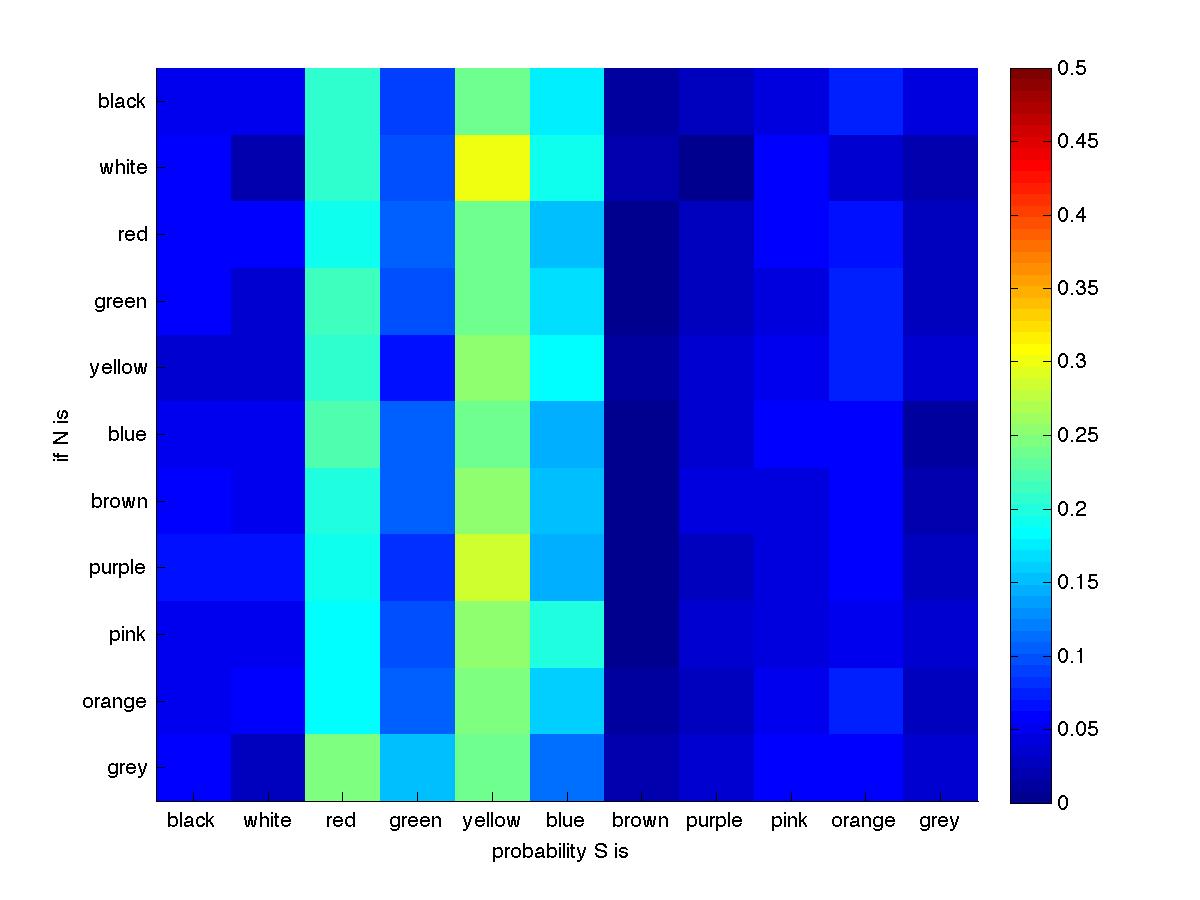 if N is
black
white
red
green
yellow
blue
brown
purple
pink
orange
grey
black white red green yellow blue brown purple pink orange grey
probability S is
0.5
0.45
0.4
0.35
0.3
0.25
0.2
0.15
0.1
0.05
0